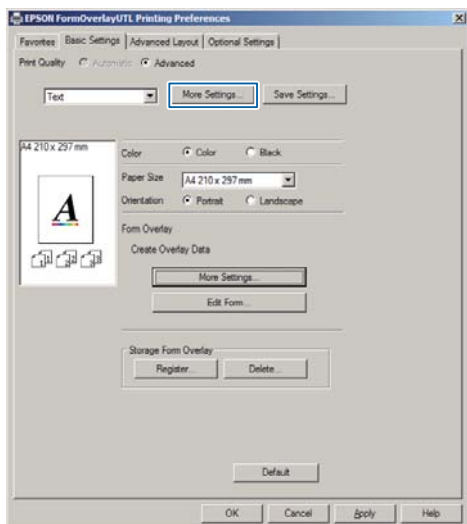 EPSON FormOverlayUTL Printing Preferences
Favorites Basic Settings Advanced Layout Optional Settings
Print Quality Automatic Advanced
Text More Settings... Save Settings...
A4 210 x 297 mm
Color Color Black
Paper Size A4 210 x 297 mm
Orientation Portrait Landscape
A
Form Overlay
Create Overlay Data
More Settings...
Edit Form...
Storage Form Overlay
Register... Delete...
Default
OK Cancel Apply Help